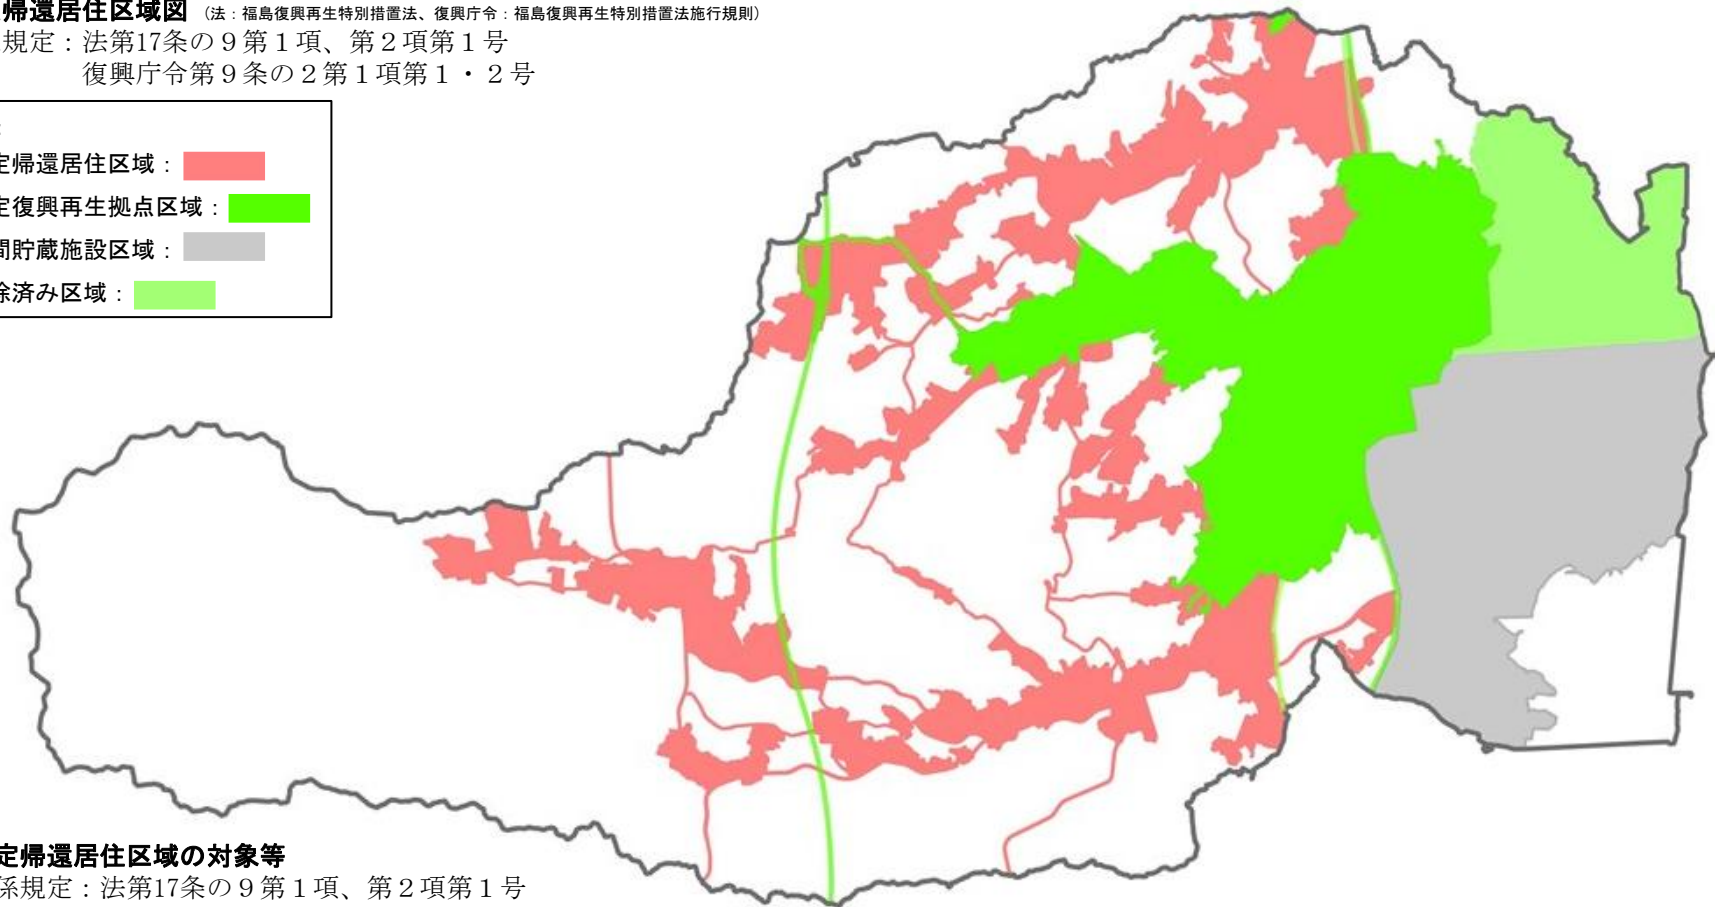 帰還居住区域図 （法：福島復興再生特別措置法、復興庁令：福島復興再生特別措置法施行規則）
規定：法第17条の９第１項、第２項第１号
復興庁令第９条の２第１項第１・２号
：
定帰還居住区域：
定復興再生拠点区域：
間貯蔵施設区域：
除済み区域：
定帰還居住区域の対象等
係規定：法第17条の９第１項、第２項第１号